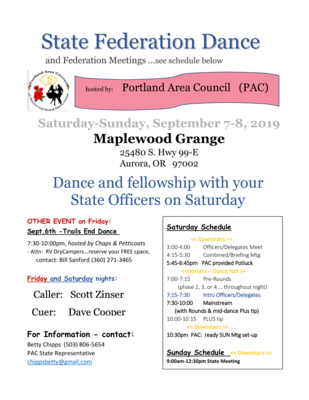 State Federation Dance
and Federation Meetings ...see schedule below
hosted by: Portland Area Council (PAC)
Saturday-Sunday, September 7-8, 2019
Maplewood Grange
25480 S. Hwy 99-E
Aurora, OR 97002
Dance and fellowship with your
State Officers on Saturday
OTHER EVENT on Friday:
Sept.6th -Trails End Dance
7:30-10:00pm, hosted by Chaps & Petticoats
- Attn: RV DryCampers...reserve your FREE space,
contact: Bill Sanford (360) 271-3465
Friday and Saturday nights:
Caller: Scott Zinser
Cuer: Dave Cooper
For Information - contact:
Betty Chipps (503) 806-5654
PAC State Representative
chippsbetty@gmail.com
Saturday Schedule
<< Downstairs >>
3:00-4:00 Officers/Delegates Meet
4:15-5:30 Combined/Briefing Mtg
5:45-6:45pm PAC provided Potluck
<<Upstairs – Dance Hall >>
7:00-7:15 Pre-Rounds
(phase 2, 3, or 4 ... throughout night)
7:15-7:30 Intro Officers/Delegates
7:30-10:00 Mainstream
(with Rounds & mid-dance Plus tip)
10:00-10:15 PLUS tip
<< Downstairs >>
10:30pm PAC: ready SUN Mtg set-up
Sunday Schedule << Downstairs >>
9:00am-12:30pm State Meeting